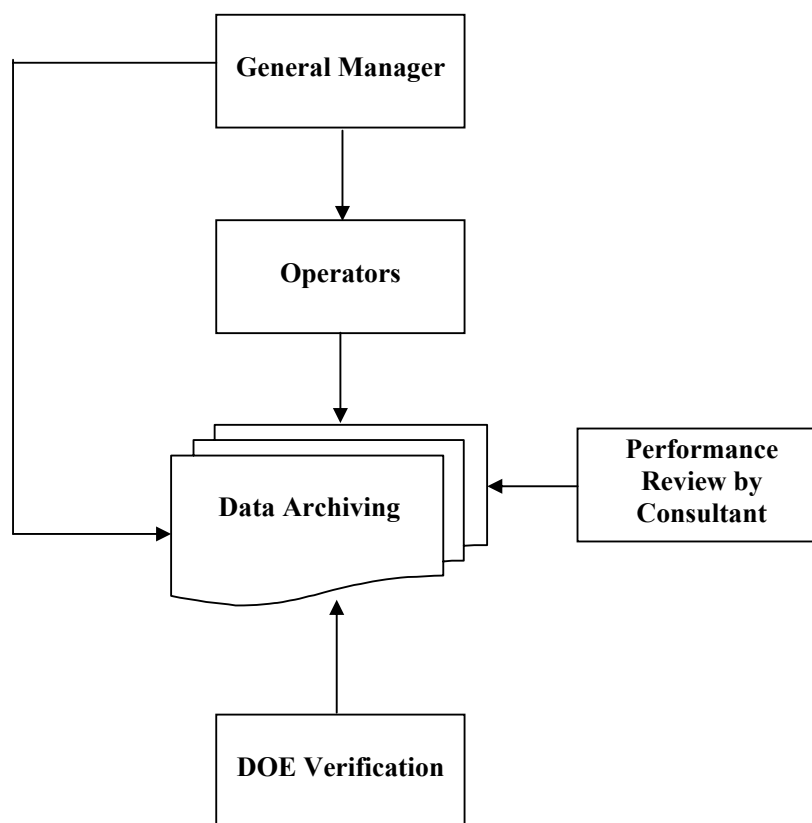 General Manager
Operators
Data Archiving
Performance
Review by
Consultant
DOE Verification